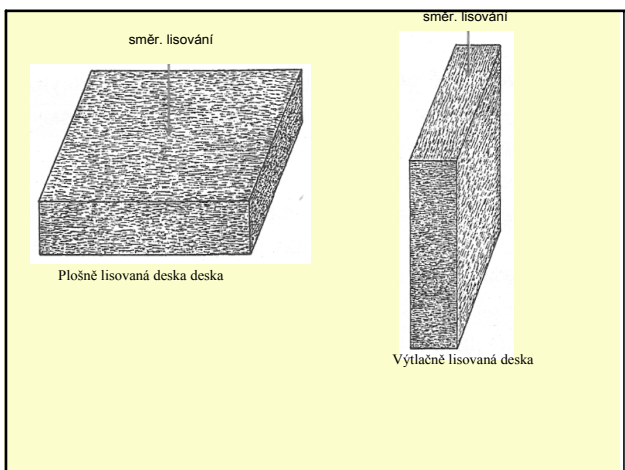 směr. lisování
směr. lisování
Plošně lisovaná deska deska
Výtlačně lisovaná deska